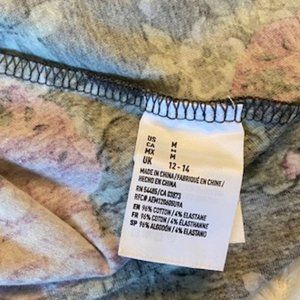 US M
CA
MX M
UK 12 - 14
MADE IN CHINA/FABRIQUÉ EN CHINE/
HECHO EN CHINA
RN 54485/CA 03873
EN 96% COTTON/4% ELASTANE
FR 96% COTON/4% ÉLASTHANNE
SP 96% ALGODÓN/4% ELASTANO